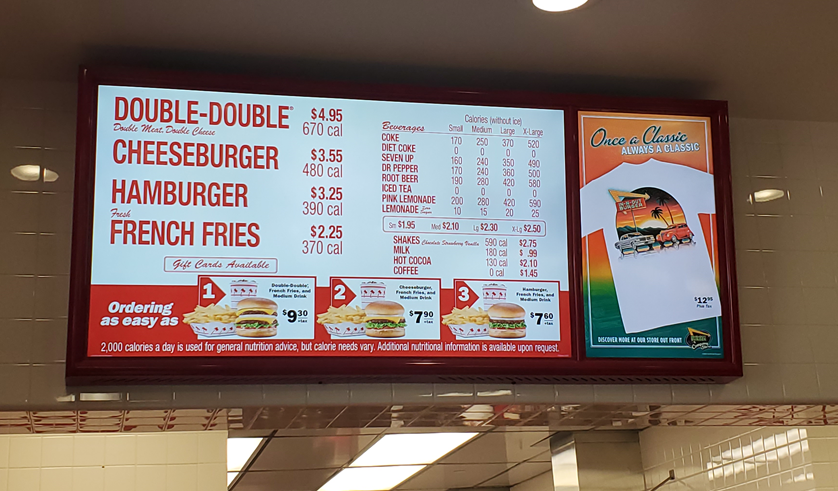 DOUBLE-DOUBLE® $4.95
Double Meat, Double Cheese 670 cal
CHEESEBURGER $3.55
480 cal
HAMBURGER $3.25
390 cal
Fresh
FRENCH FRIES $2.25
370 cal
Gift Cards Available
Calories (without ice)
Beverages Small Medium Large X-Large
COKE 170 250 370 520
DIET COKE 0 0 0 0
SEVEN UP 160 240 350 490
DR PEPPER 170 240 360 500
ROOT BEER 190 280 420 580
ICED TEA 0 0 0 0
PINK LEMONADE 200 280 420 590
LEMONADE 10 15 20 25
Sm $1.95 Med $2.10 Lg $2.30 X-Lg $2.50
SHAKES Chocolate Strawberry Vanilla 590 cal $2.75
MILK 180 cal $ .99
HOT COCOA 130 cal $2.10
COFFEE 0 cal $1.45
Ordering
as easy as
1
Double-Double®,
French Fries, and
Medium Drink
$9 30
+tax
2
Cheeseburger,
French Fries, and
Medium Drink
$7 90
+tax
3
Hamburger,
French Fries, and
Medium Drink
$7 60
+tax
2,000 calories a day is used for general nutrition advice, but calorie needs vary. Additional nutritional information is available upon request.
Once a Classic
ALWAYS A CLASSIC
BURGER
$12 95
Plus Tax
DISCOVER MORE AT OUR STORE OUT FRONT